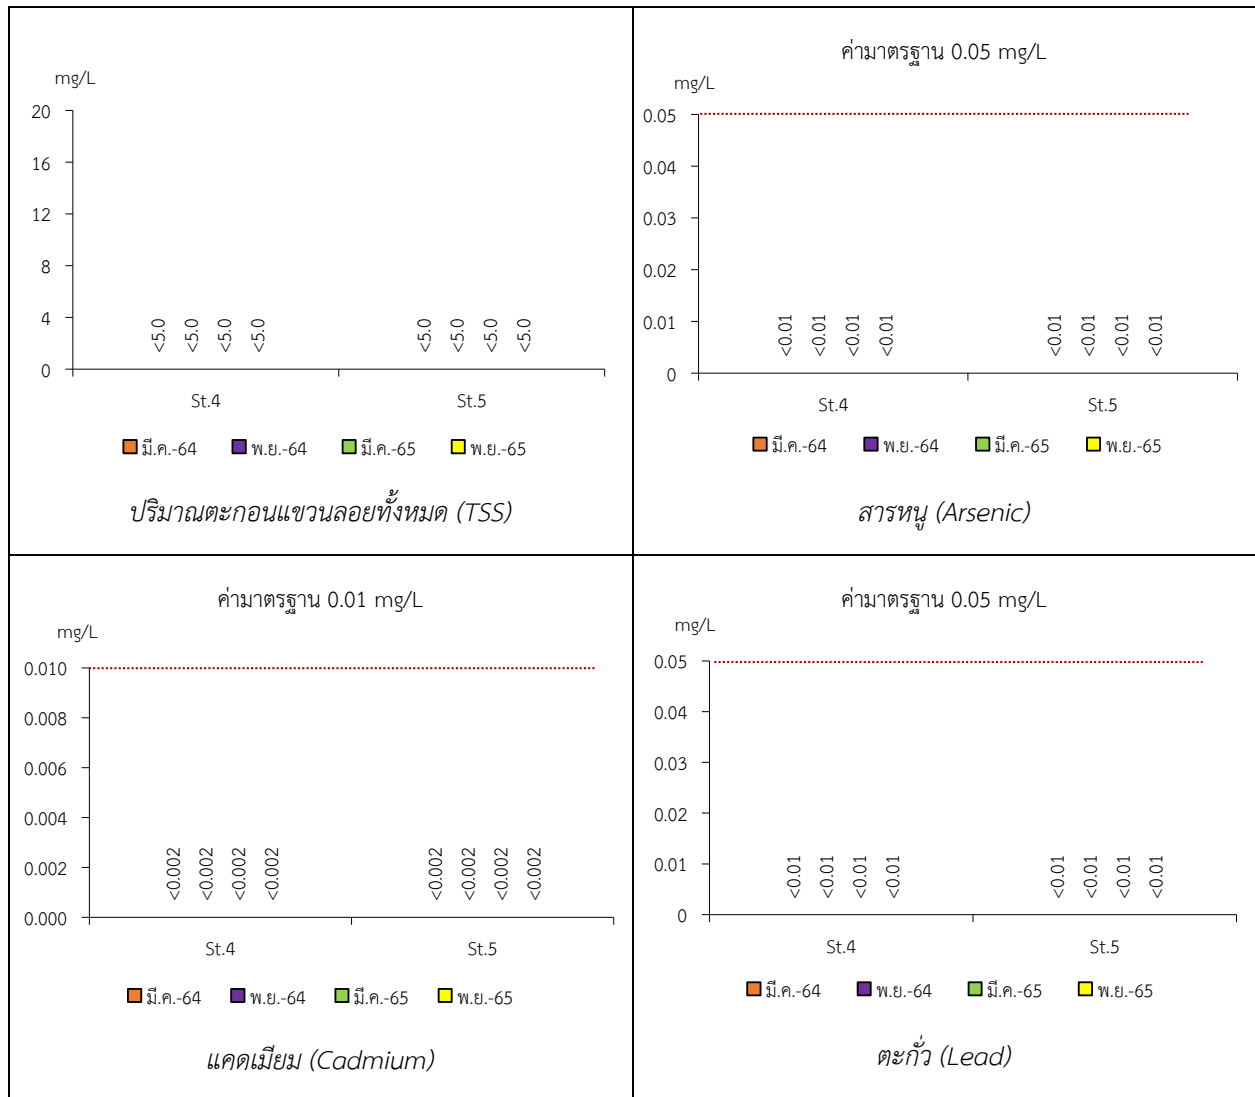 mg/L
20
16
12
8
4
0
<5.0 <5.0 <5.0 <5.0 <5.0 <5.0 <5.0 <5.0
St.4 St.5
มี.ค.-64 พ.ย.-64 มี.ค.-65 พ.ย.-65
ปริมาณตะกอนแขวนลอยทั้งหมด (TSS)
ค่ามาตรฐาน 0.05 mg/L
mg/L
0.05
0.04
0.03
0.02
0.01
0
<0.01 <0.01 <0.01 <0.01 <0.01 <0.01 <0.01 <0.01
St.4 St.5
มี.ค.-64 พ.ย.-64 มี.ค.-65 พ.ย.-65
สารหนู (Arsenic)
ค่ามาตรฐาน 0.01 mg/L
mg/L
0.010
0.008
0.006
0.004
0.002
0.000
<0.002 <0.002 <0.002 <0.002 <0.002 <0.002 <0.002 <0.002
St.4 St.5
มี.ค.-64 พ.ย.-64 มี.ค.-65 พ.ย.-65
แคดเมียม (Cadmium)
ค่ามาตรฐาน 0.05 mg/L
mg/L
0.05
0.04
0.03
0.02
0.01
0
<0.01 <0.01 <0.01 <0.01 <0.01 <0.01 <0.01 <0.01
St.4 St.5
มี.ค.-64 พ.ย.-64 มี.ค.-65 พ.ย.-65
ตะกั่ว (Lead)